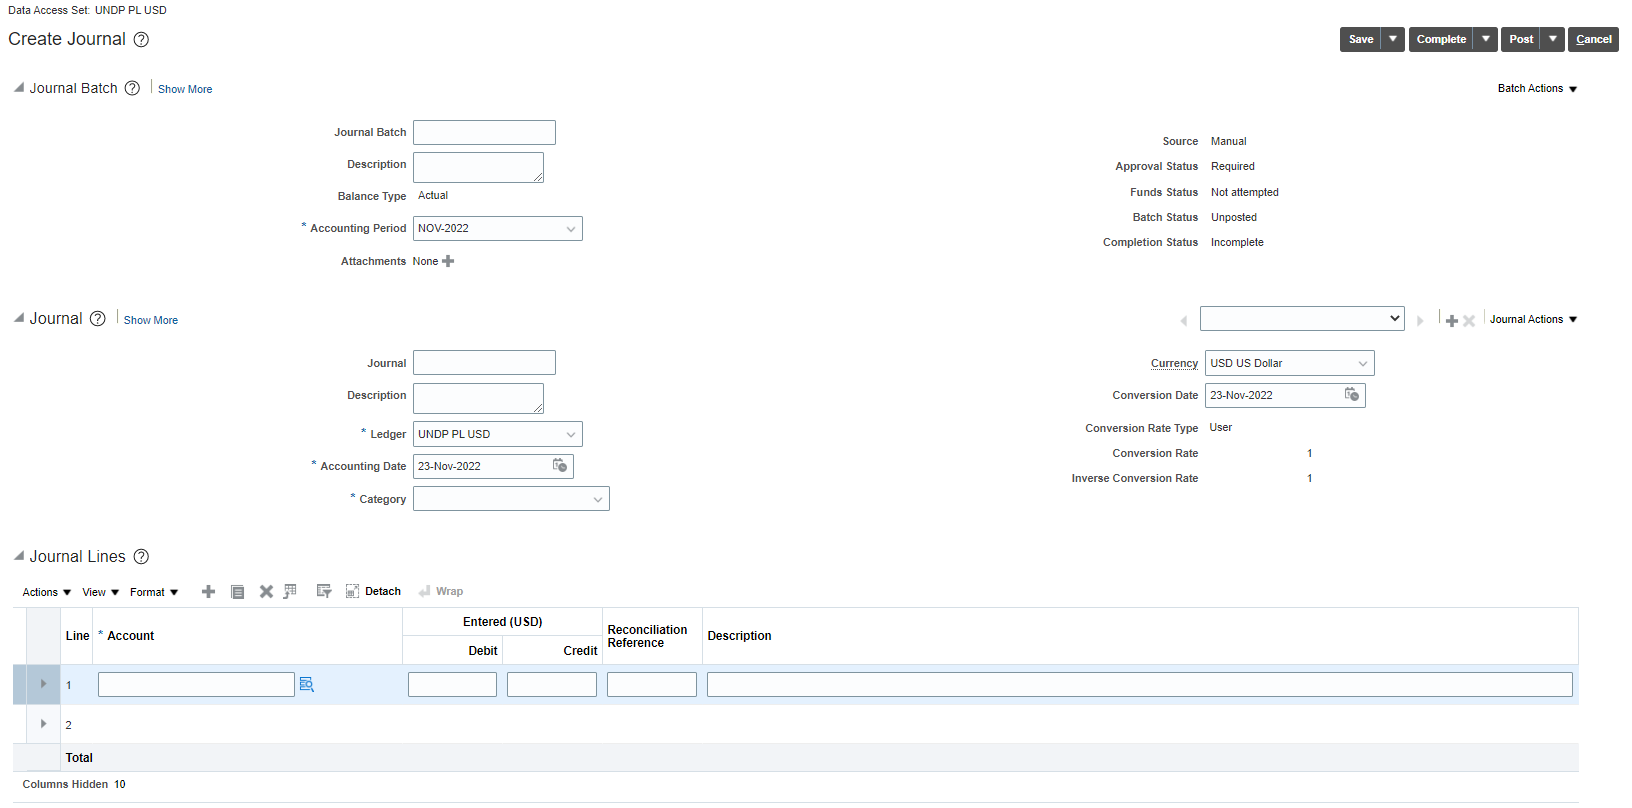 Data Access Set: UNDP PL USD
Create Journal ?
Save Complete Post Cancel
Journal Batch ? Show More Batch Actions
Journal Batch
Description
Balance Type Actual
* Accounting Period NOV-2022
Attachments None
Source Manual
Approval Status Required
Funds Status Not attempted
Batch Status Unposted
Completion Status Incomplete
Journal ? Show More Journal Actions
Journal
Description
* Ledger UNDP PL USD
* Accounting Date 23-Nov-2022
* Category
Currency USD US Dollar
Conversion Date 23-Nov-2022
Conversion Rate Type User
Conversion Rate 1
Inverse Conversion Rate 1
Journal Lines ?
Actions View Format Detach Wrap
Line * Account Entered (USD) Reconciliation Reference Description
Debit Credit
1
2
Total
Columns Hidden 10